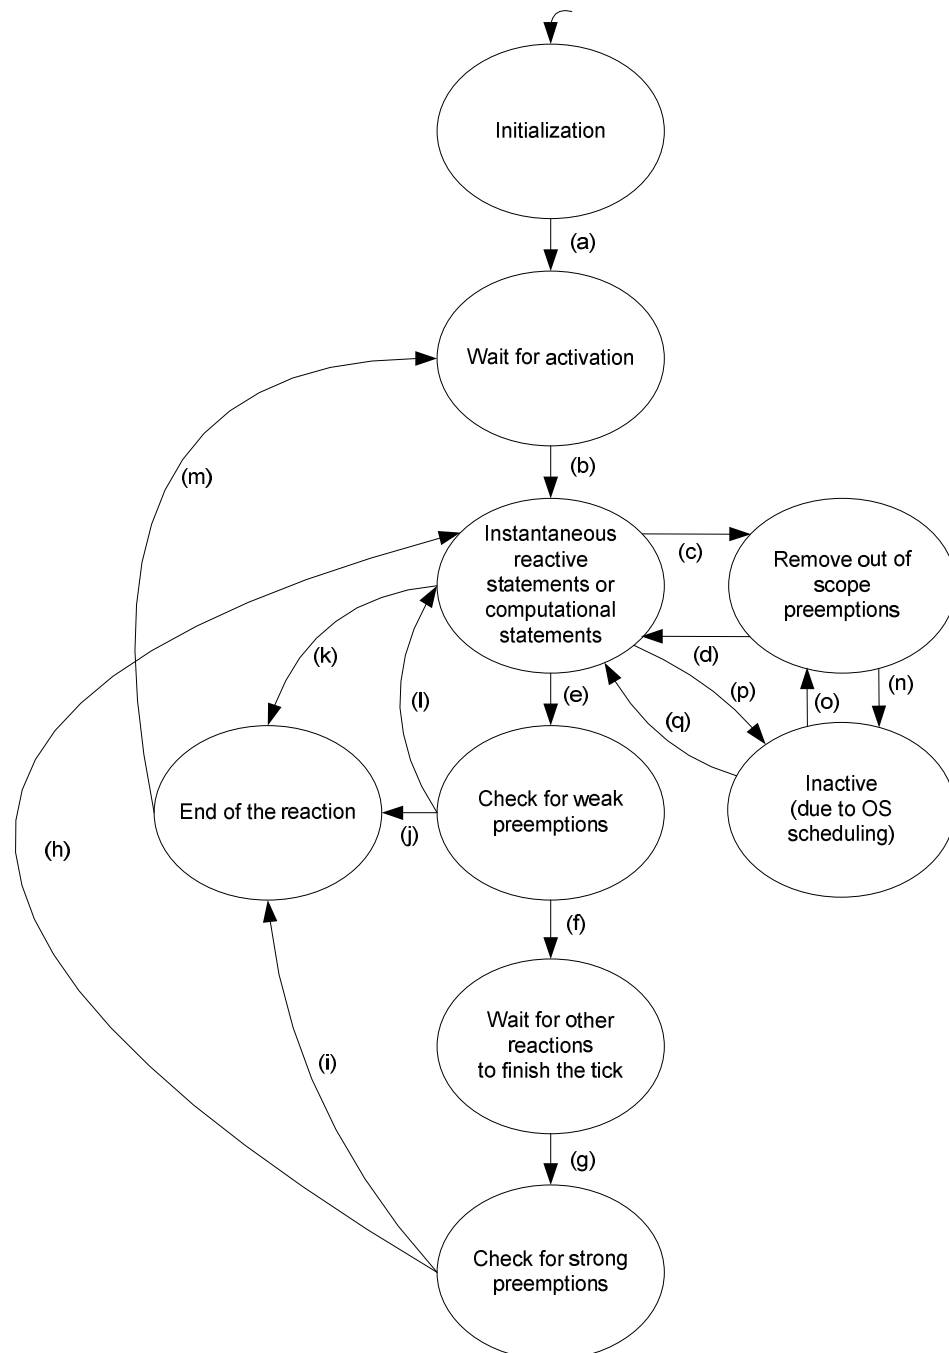 Initialization
(a)
Wait for activation
(b)
(m)
Instantaneous
reactive
statements or
computational
statements
(c)
Remove out of
scope
preemptions
(d)
(k)
(l)
(e)
(p)
(q)
(o)
(n)
End of the reaction
(j)
Check for weak
preemptions
Inactive
(due to OS
scheduling)
(h)
(f)
Wait for other
reactions
to finish the tick
(i)
(g)
Check for strong
preemptions